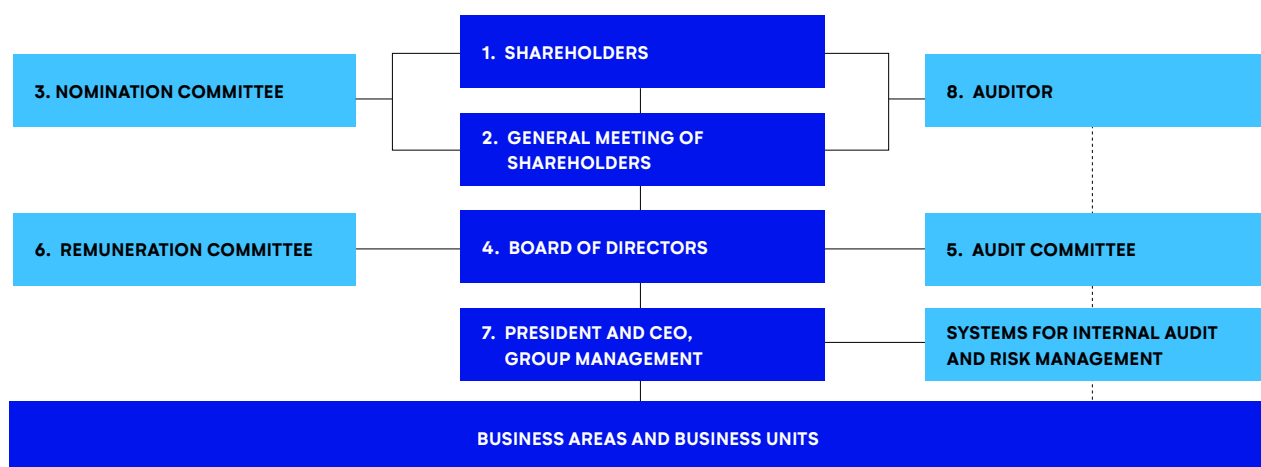 1. SHAREHOLDERS
3. NOMINATION COMMITTEE
8. AUDITOR
2. GENERAL MEETING OF
SHAREHOLDERS
6. REMUNERATION COMMITTEE
4. BOARD OF DIRECTORS
5. AUDIT COMMITTEE
7. PRESIDENT AND CEO,
GROUP MANAGEMENT
SYSTEMS FOR INTERNAL AUDIT
AND RISK MANAGEMENT
BUSINESS AREAS AND BUSINESS UNITS